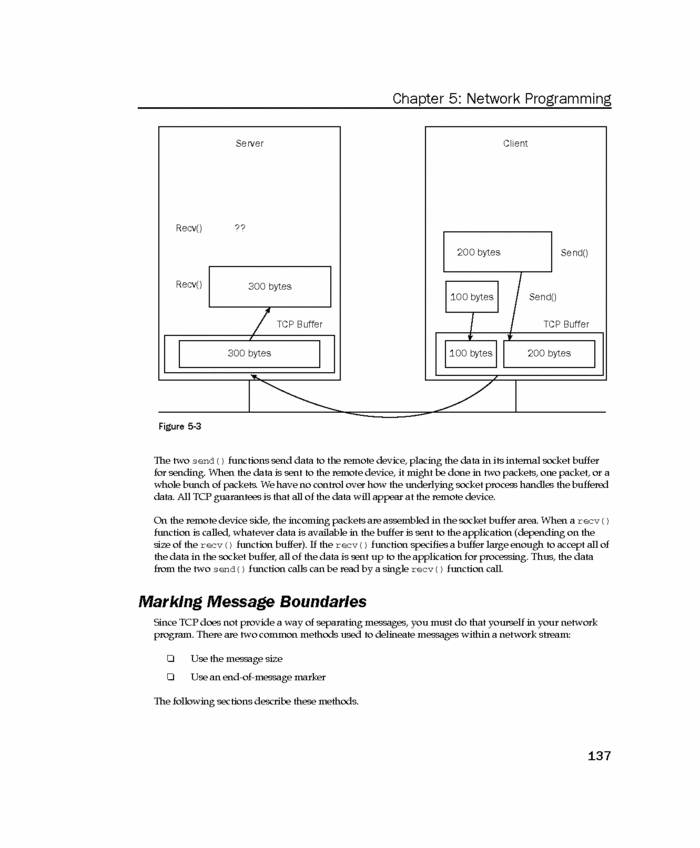 Chapter 5: Network Programming
Server
Client
Recv()
??
200 bytes
Send()
Recv()
300 bytes
100 bytes
Send()
TCP Buffer
TCP Buffer
300 bytes
100 bytes
200 bytes
Figure 5-3
The two send() functions send data to the remote device, placing the data in its internal socket buffer
for sending. When the data is sent to the remote device, it might be done in two packets, one packet, or a
whole bunch of packets. We have no control over how the underlying socket process handles the buffered
data. All TCP guarantees is that all of the data will appear at the remote device.
On the remote device side, the incoming packets are assembled in the socket buffer area. When a recv()
function is called, whatever data is available in the buffer is sent to the application (depending on the
size of the recv() function buffer). If the recv() function specifies a buffer large enough to accept all of
the data in the socket buffer, all of the data is sent up to the application for processing. Thus, the data
from the two send() function calls can be read by a single recv() function call.
Marking Message Boundaries
Since TCP does not provide a way of separating messages, you must do that yourself in your network
program. There are two common methods used to delineate messages within a network stream:
❏ Use the message size
❏ Use an end-of-message marker
The following sections describe these methods.
137